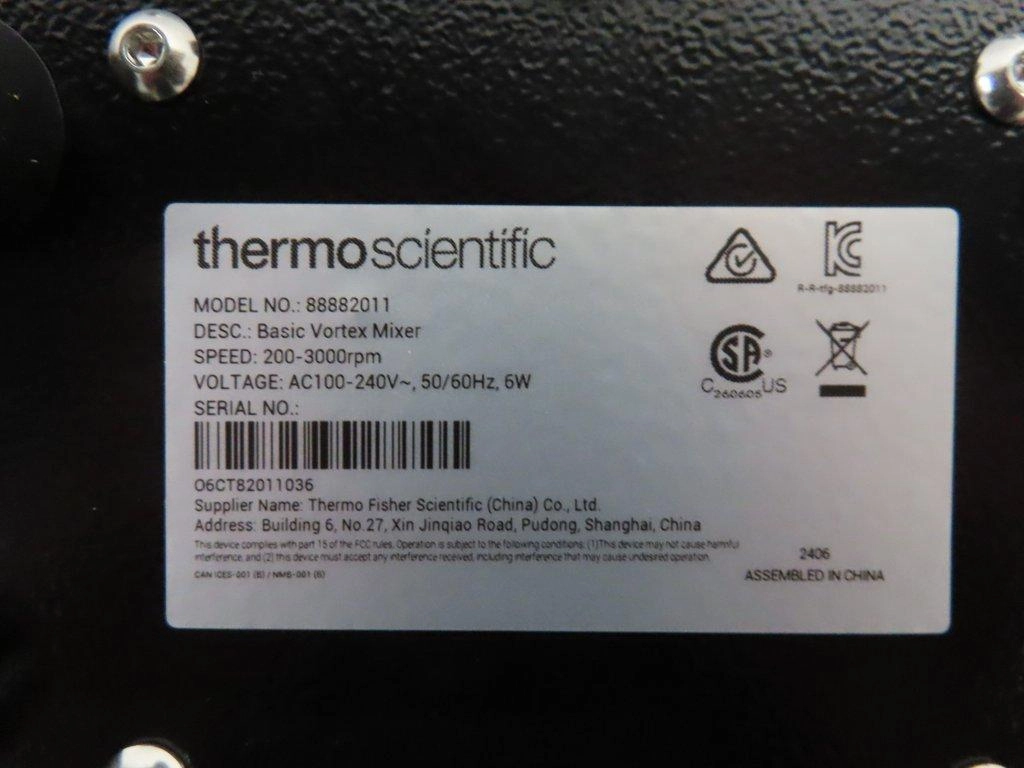 thermo scientific
MODEL NO.: 88882011
DESC.: Basic Vortex Mixer
SPEED: 200-3000rpm
VOLTAGE: AC100-240V~, 50/60Hz, 6W
SERIAL NO.:
06CT82011036
Supplier Name: Thermo Fisher Scientific (China) Co., Ltd.
Address: Building 6, No.27, Xin Jinqiao Road, Pudong, Shanghai, China
This device complies with part 15 of the FCC rules. Operation is subject to the following conditions: (1)This device may not cause harmful
interference, and (2) this device must accept any interference received, including interference that may cause undesired operation.
CAN ICES-001 (B) / NMB-001 (B)
KC
R-R-tfg-88882011
SA®
C 260605 US
2406
ASSEMBLED IN CHINA